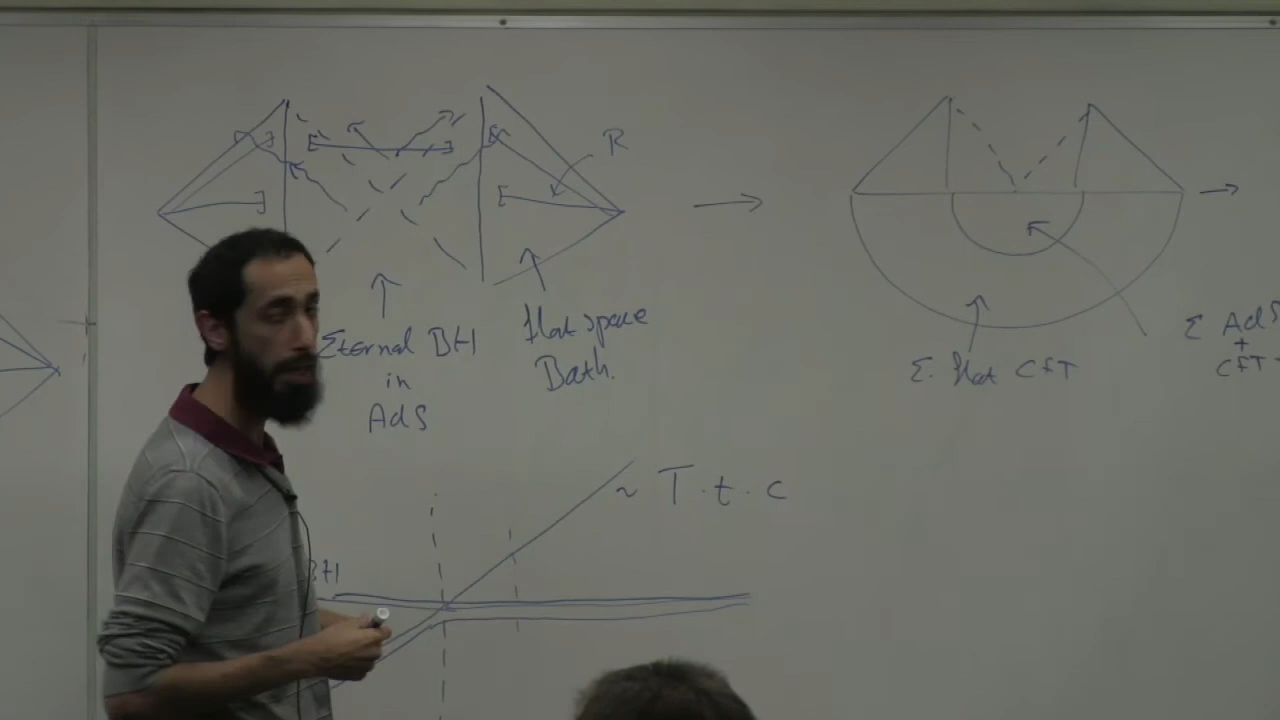 R
Eternal BH
in
AdS
flat space
Bath.
Σ. flat CFT
Σ AdS
+
CFT
~ T · t · c
BH